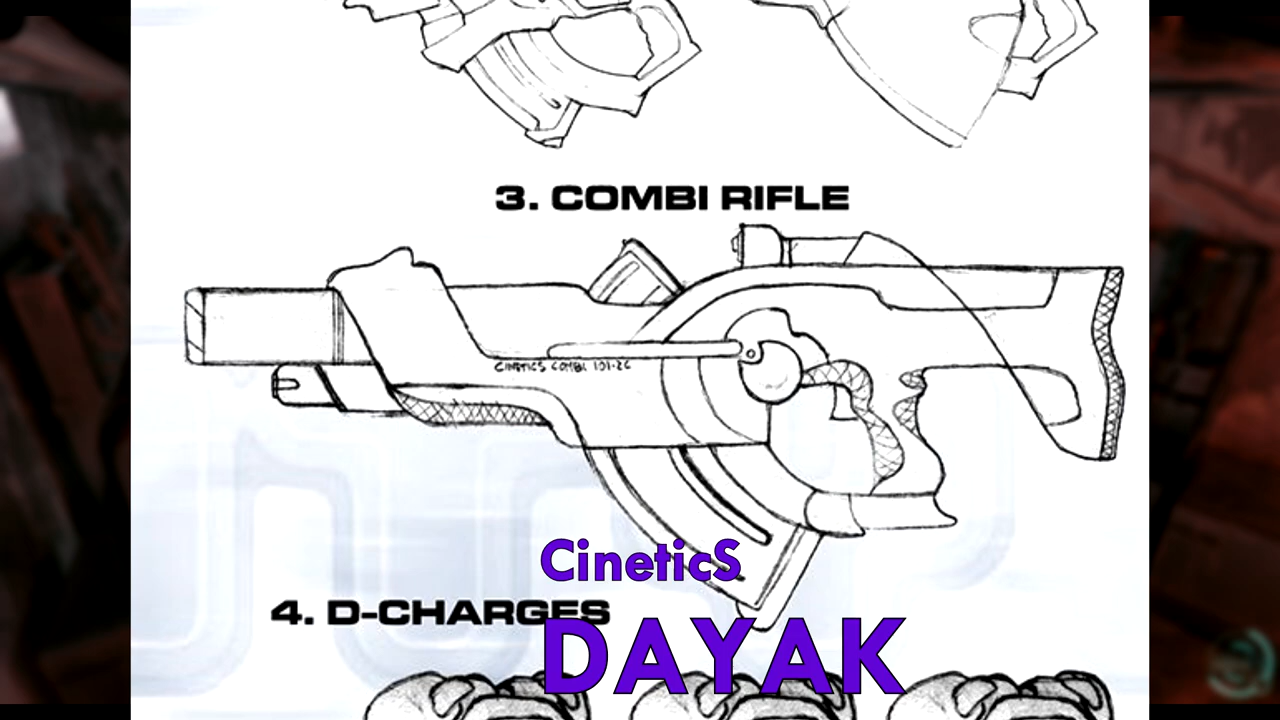 3. COMBI RIFLE
CINETICS COMBI 101-2C
CineticS
4. D-CHARGES
DAYAK